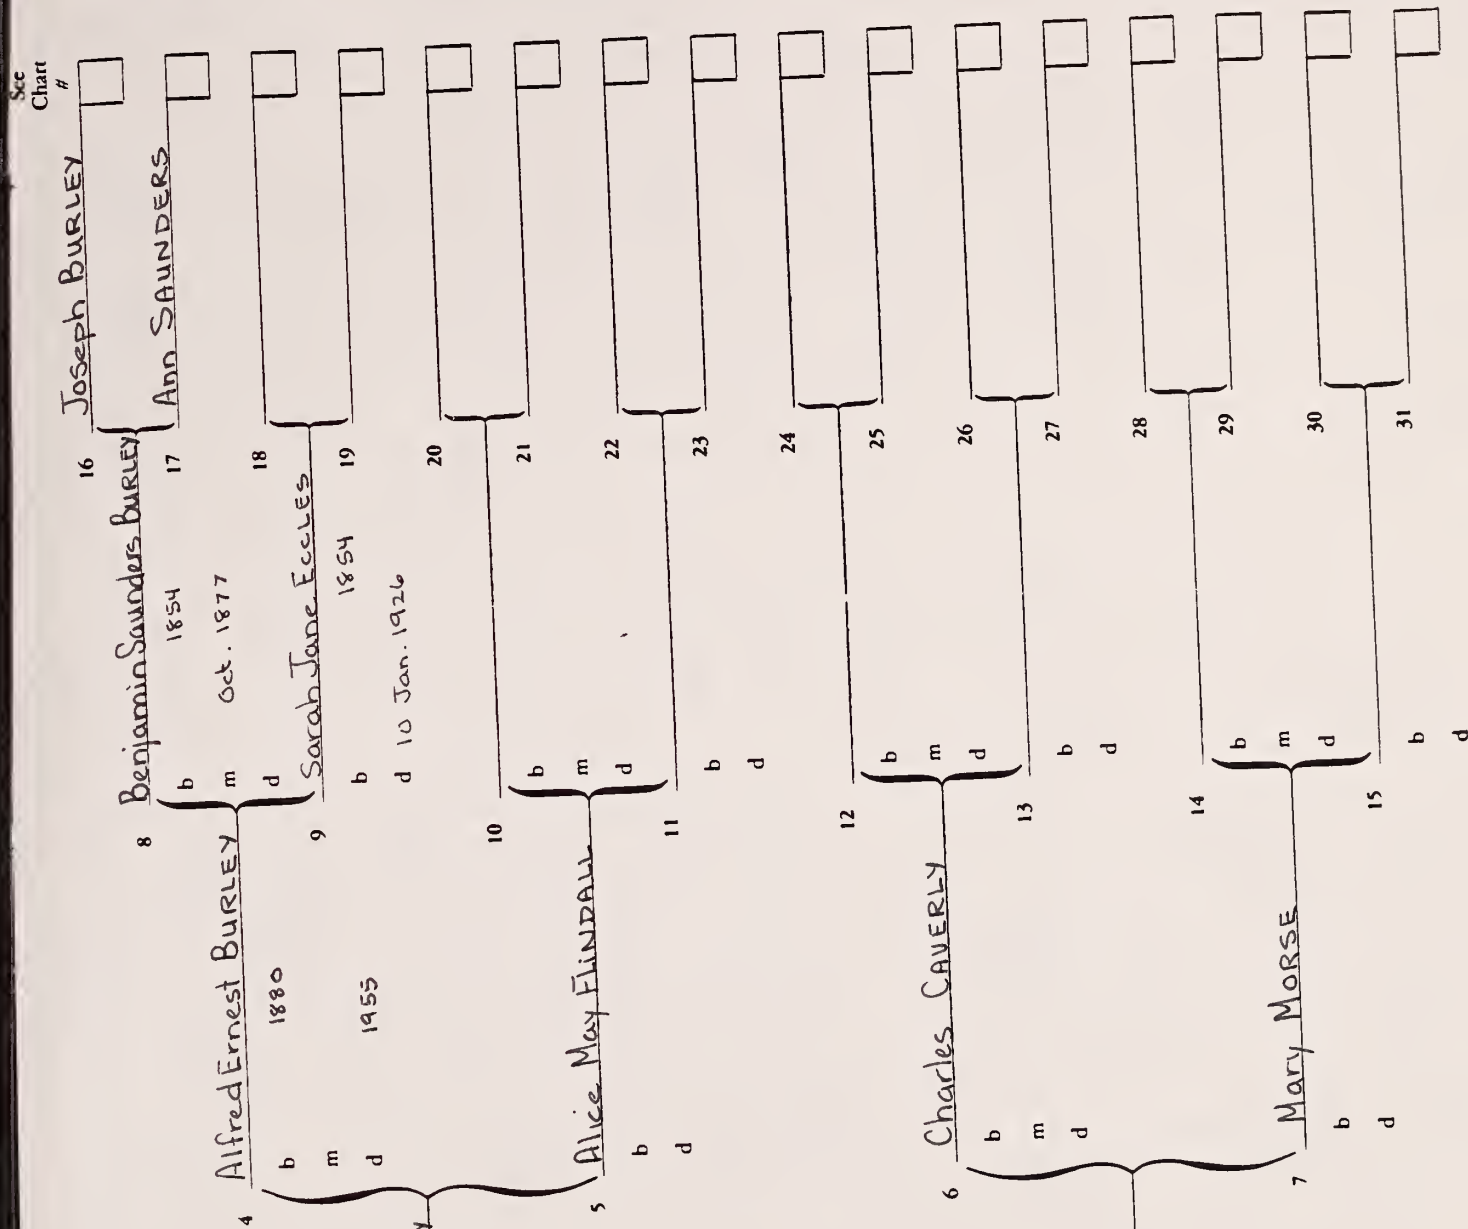 See
Chart
#
4 Alfred Ernest BURLEY
b 1880
m
d 1955
5 Alice May FLINDALL
b
d
6 Charles CAVERLY
b
m
d
7 Mary MORSE
b
d
8 Benjamin Saunders BURLEY
b 1854
m Oct. 1877
d
9 Sarah Jane ECCLES
b 1854
d 10 Jan. 1926
10
b
m
d
11
b
d
12
b
m
d
13
b
d
14
b
m
d
15
b
d
16 Joseph BURLEY
17 Ann SAUNDERS
18
19
20
21
22
23
24
25
26
27
28
29
30
31